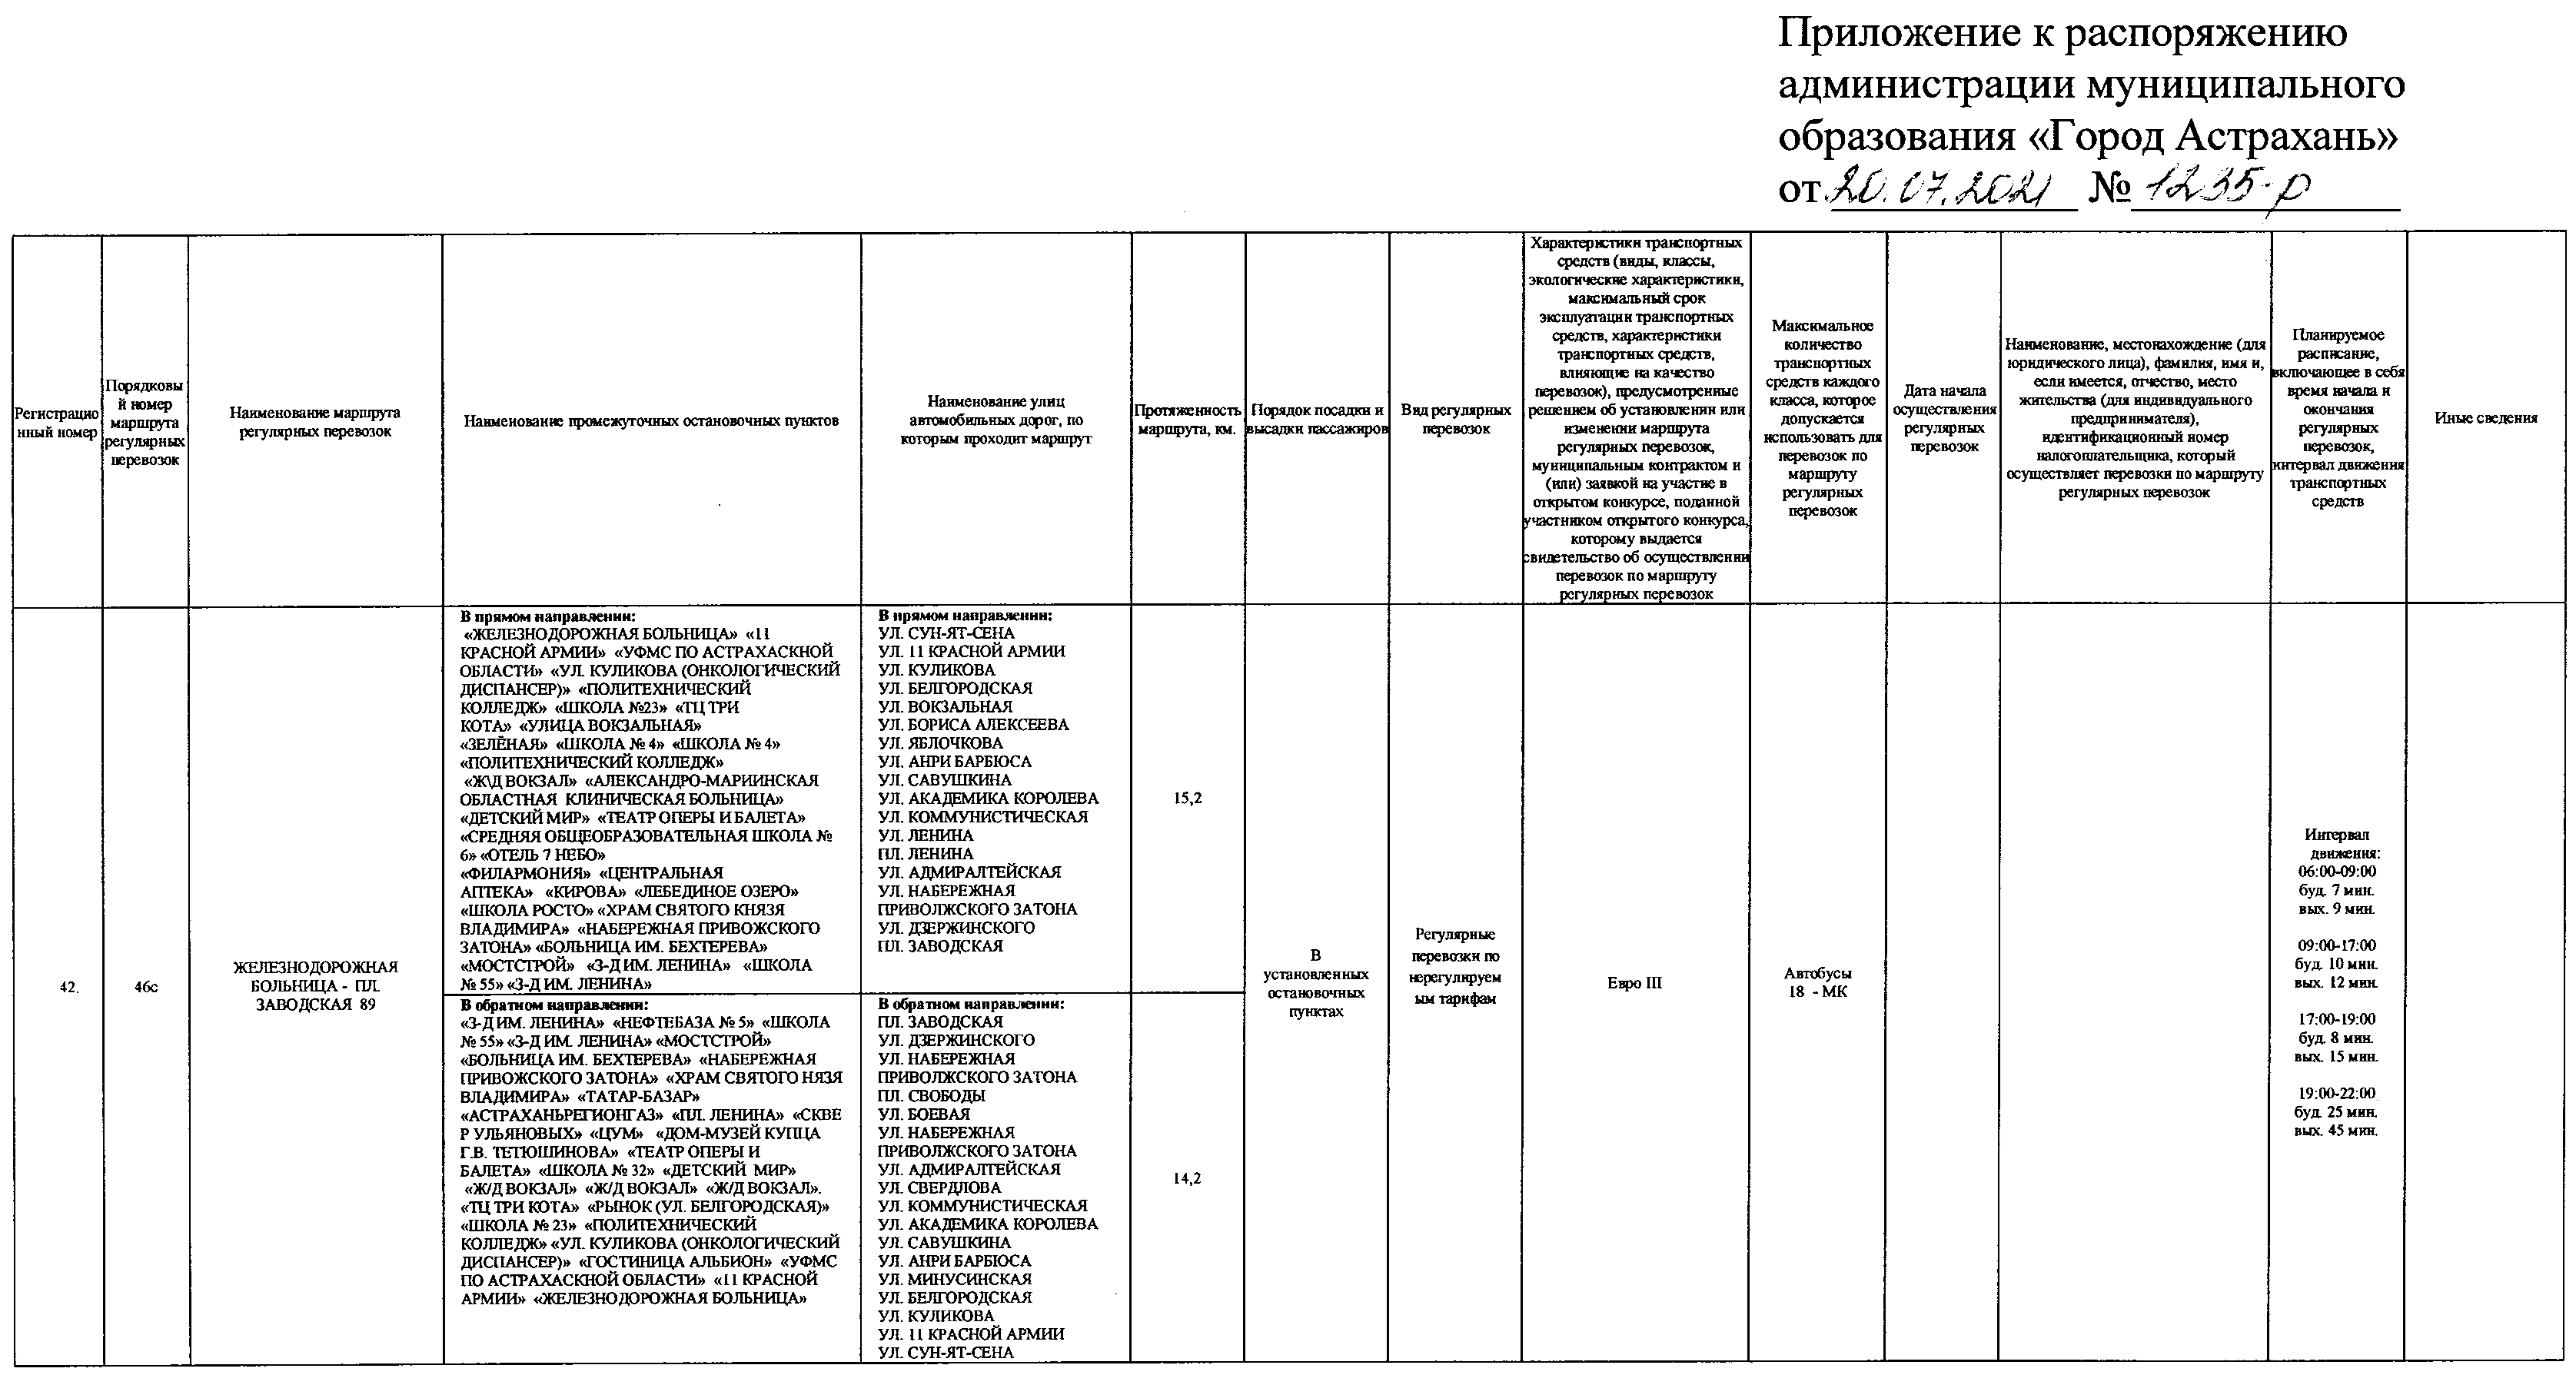 Приложение к распоряжению
администрации муниципального
образования «Город Астрахань»
от 20.07.2021 № 1235-р
Регистрацио
нный номер
Порядковы
й номер
маршрута
регулярных
перевозок
Наименование маршрута
регулярных перевозок
Наименование промежуточных остановочных пунктов
Наименование улиц
автомобильных дорог, по
которым проходит маршрут
Протяженность
маршрута, км.
Порядок посадки и
высадки пассажиров
Вид регулярных
перевозок
Характеристики транспортных
средств (виды, классы,
экологические характеристики,
максимальный срок
эксплуатации транспортных
средств, характеристики
транспортных средств,
влияющие на качество
перевозок), предусмотренные
решением об установлении или
изменении маршрута
регулярных перевозок,
муниципальным контрактом и
(или) заявкой на участие в
открытом конкурсе, поданной
участником открытого конкурса,
которому выдается
свидетельство об осуществлении
перевозок по маршруту
регулярных перевозок
Максимальное
количество
транспортных
средств каждого
класса, которое
допускается
использовать для
перевозок по
маршруту
регулярных
перевозок
Дата начала
осуществления
регулярных
перевозок
Наименование, местонахождение (для
юридического лица), фамилия, имя и,
если имеется, отчество, место
жительства (для индивидуального
предпринимателя),
идентификационный номер
налогоплательщика, который
осуществляет перевозки по маршруту
регулярных перевозок
Планируемое
расписание,
включающее в себя
время начала и
окончания
регулярных
перевозок,
интервал движения
транспортных
средств
Иные сведения
42.
46с
ЖЕЛЕЗНОДОРОЖНАЯ
БОЛЬНИЦА - ПЛ.
ЗАВОДСКАЯ 89
В прямом направлении:
«ЖЕЛЕЗНОДОРОЖНАЯ БОЛЬНИЦА» «11
КРАСНОЙ АРМИИ» «УФМС ПО АСТРАХАСКНОЙ
ОБЛАСТИ» «УЛ. КУЛИКОВА (ОНКОЛОГИЧЕСКИЙ
ДИСПАНСЕР)» «ПОЛИТЕХНИЧЕСКИЙ
КОЛЛЕДЖ» «ШКОЛА №23» «ТЦ ТРИ
КОТА» «УЛИЦА ВОКЗАЛЬНАЯ»
«ЗЕЛЁНАЯ» «ШКОЛА № 4» «ШКОЛА № 4»
«ПОЛИТЕХНИЧЕСКИЙ КОЛЛЕДЖ»
«Ж\Д ВОКЗАЛ» «АЛЕКСАНДРО-МАРИИНСКАЯ
ОБЛАСТНАЯ КЛИНИЧЕСКАЯ БОЛЬНИЦА»
«ДЕТСКИЙ МИР» «ТЕАТР ОПЕРЫ И БАЛЕТА»
«СРЕДНЯЯ ОБЩЕОБРАЗОВАТЕЛЬНАЯ ШКОЛА №
6» «ОТЕЛЬ 7 НЕБО»
«ФИЛАРМОНИЯ» «ЦЕНТРАЛЬНАЯ
АПТЕКА» «КИРОВА» «ЛЕБЕДИНОЕ ОЗЕРО»
«ШКОЛА РОСТО» «ХРАМ СВЯТОГО КНЯЗЯ
ВЛАДИМИРА» «НАБЕРЕЖНАЯ ПРИВОЖСКОГО
ЗАТОНА» «БОЛЬНИЦА ИМ. БЕХТЕРЕВА»
«МОСТСТРОЙ» «З-Д ИМ. ЛЕНИНА» «ШКОЛА
№ 55» «З-Д ИМ. ЛЕНИНА»
В прямом направлении:
УЛ. СУН-ЯТ-СЕНА
УЛ. 11 КРАСНОЙ АРМИИ
УЛ. КУЛИКОВА
УЛ. БЕЛГОРОДСКАЯ
УЛ. ВОКЗАЛЬНАЯ
УЛ. БОРИСА АЛЕКСЕЕВА
УЛ. ЯБЛОЧКОВА
УЛ. АНРИ БАРБЮСА
УЛ. САВУШКИНА
УЛ. АКАДЕМИКА КОРОЛЕВА
УЛ. КОММУНИСТИЧЕСКАЯ
УЛ. ЛЕНИНА
ПЛ. ЛЕНИНА
УЛ. АДМИРАЛТЕЙСКАЯ
УЛ. НАБЕРЕЖНАЯ
ПРИВОЛЖСКОГО ЗАТОНА
УЛ. ДЗЕРЖИНСКОГО
ПЛ. ЗАВОДСКАЯ
15,2
В обратном направлении:
«З-Д ИМ. ЛЕНИНА» «НЕФТЕБАЗА № 5» «ШКОЛА
№ 55» «З-Д ИМ. ЛЕНИНА» «МОСТСТРОЙ»
«БОЛЬНИЦА ИМ. БЕХТЕРЕВА» «НАБЕРЕЖНАЯ
ПРИВОЖСКОГО ЗАТОНА» «ХРАМ СВЯТОГО НЯЗЯ
ВЛАДИМИРА» «ТАТАР-БАЗАР»
«АСТРАХАНЬРЕГИОНГАЗ» «ПЛ. ЛЕНИНА» «СКВЕ
Р УЛЬЯНОВЫХ» «ЦУМ» «ДОМ-МУЗЕЙ КУПЦА
Г.В. ТЕТЮШИНОВА» «ТЕАТР ОПЕРЫ И
БАЛЕТА» «ШКОЛА № 32» «ДЕТСКИЙ МИР»
«Ж/Д ВОКЗАЛ» «Ж/Д ВОКЗАЛ» «Ж/Д ВОКЗАЛ».
«ТЦ ТРИ КОТА» «РЫНОК (УЛ. БЕЛГОРОДСКАЯ)»
«ШКОЛА № 23» «ПОЛИТЕХНИЧЕСКИЙ
КОЛЛЕДЖ» «УЛ. КУЛИКОВА (ОНКОЛОГИЧЕСКИЙ
ДИСПАНСЕР)» «ГОСТИНИЦА АЛЬБИОН» «УФМС
ПО АСТРАХАСКНОЙ ОБЛАСТИ» «11 КРАСНОЙ
АРМИИ» «ЖЕЛЕЗНОДОРОЖНАЯ БОЛЬНИЦА»
В обратном направлении:
ПЛ. ЗАВОДСКАЯ
УЛ. ДЗЕРЖИНСКОГО
УЛ. НАБЕРЕЖНАЯ
ПРИВОЛЖСКОГО ЗАТОНА
ПЛ. СВОБОДЫ
УЛ. БОЕВАЯ
УЛ. НАБЕРЕЖНАЯ
ПРИВОЛЖСКОГО ЗАТОНА
УЛ. АДМИРАЛТЕЙСКАЯ
УЛ. СВЕРДЛОВА
УЛ. КОММУНИСТИЧЕСКАЯ
УЛ. АКАДЕМИКА КОРОЛЕВА
УЛ. САВУШКИНА
УЛ. АНРИ БАРБЮСА
УЛ. МИНУСИНСКАЯ
УЛ. БЕЛГОРОДСКАЯ
УЛ. КУЛИКОВА
УЛ. 11 КРАСНОЙ АРМИИ
УЛ. СУН-ЯТ-СЕНА
14,2
В
установленных
остановочных
пунктах
Регулярные
перевозки по
нерегулируем
ым тарифам
Евро III
Автобусы
18 - МК
Интервал
движения:
06:00-09:00
буд. 7 мин.
вых. 9 мин.
09:00-17:00
буд. 10 мин.
вых. 12 мин.
17:00-19:00
буд. 8 мин.
вых. 15 мин.
19:00-22:00
буд. 25 мин.
вых. 45 мин.